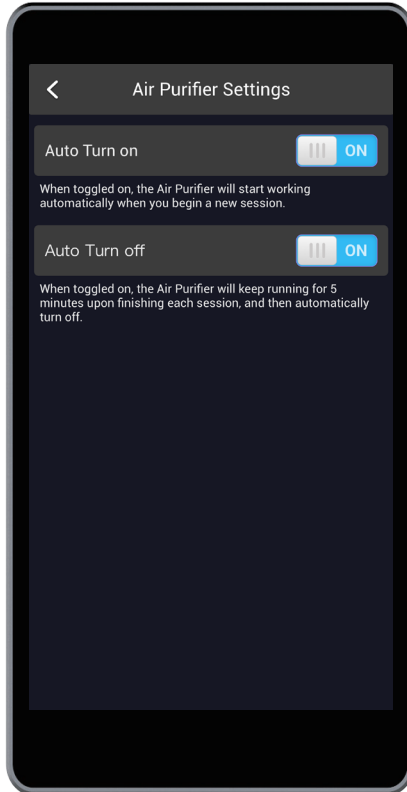 Air Purifier Settings
Auto Turn on
ON
When toggled on, the Air Purifier will start working
automatically when you begin a new session.
Auto Turn off
ON
When toggled on, the Air Purifier will keep running for 5
minutes upon finishing each session, and then automatically
turn off.